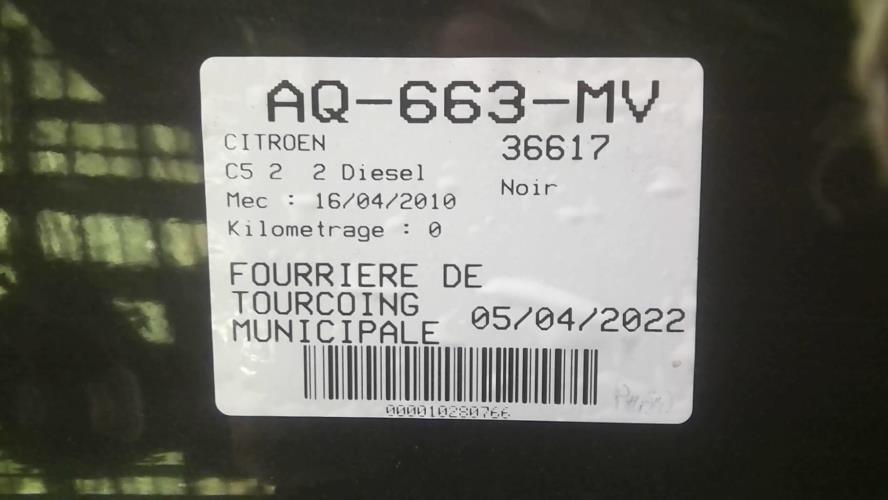 AQ-663-MV
CITROEN
36617
C5 2  2 Diesel
Noir
Mec : 16/04/2010
Kilometrage : 0
FOURRIERE DE
TOURCOING
MUNICIPALE
05/04/2022
000010280766